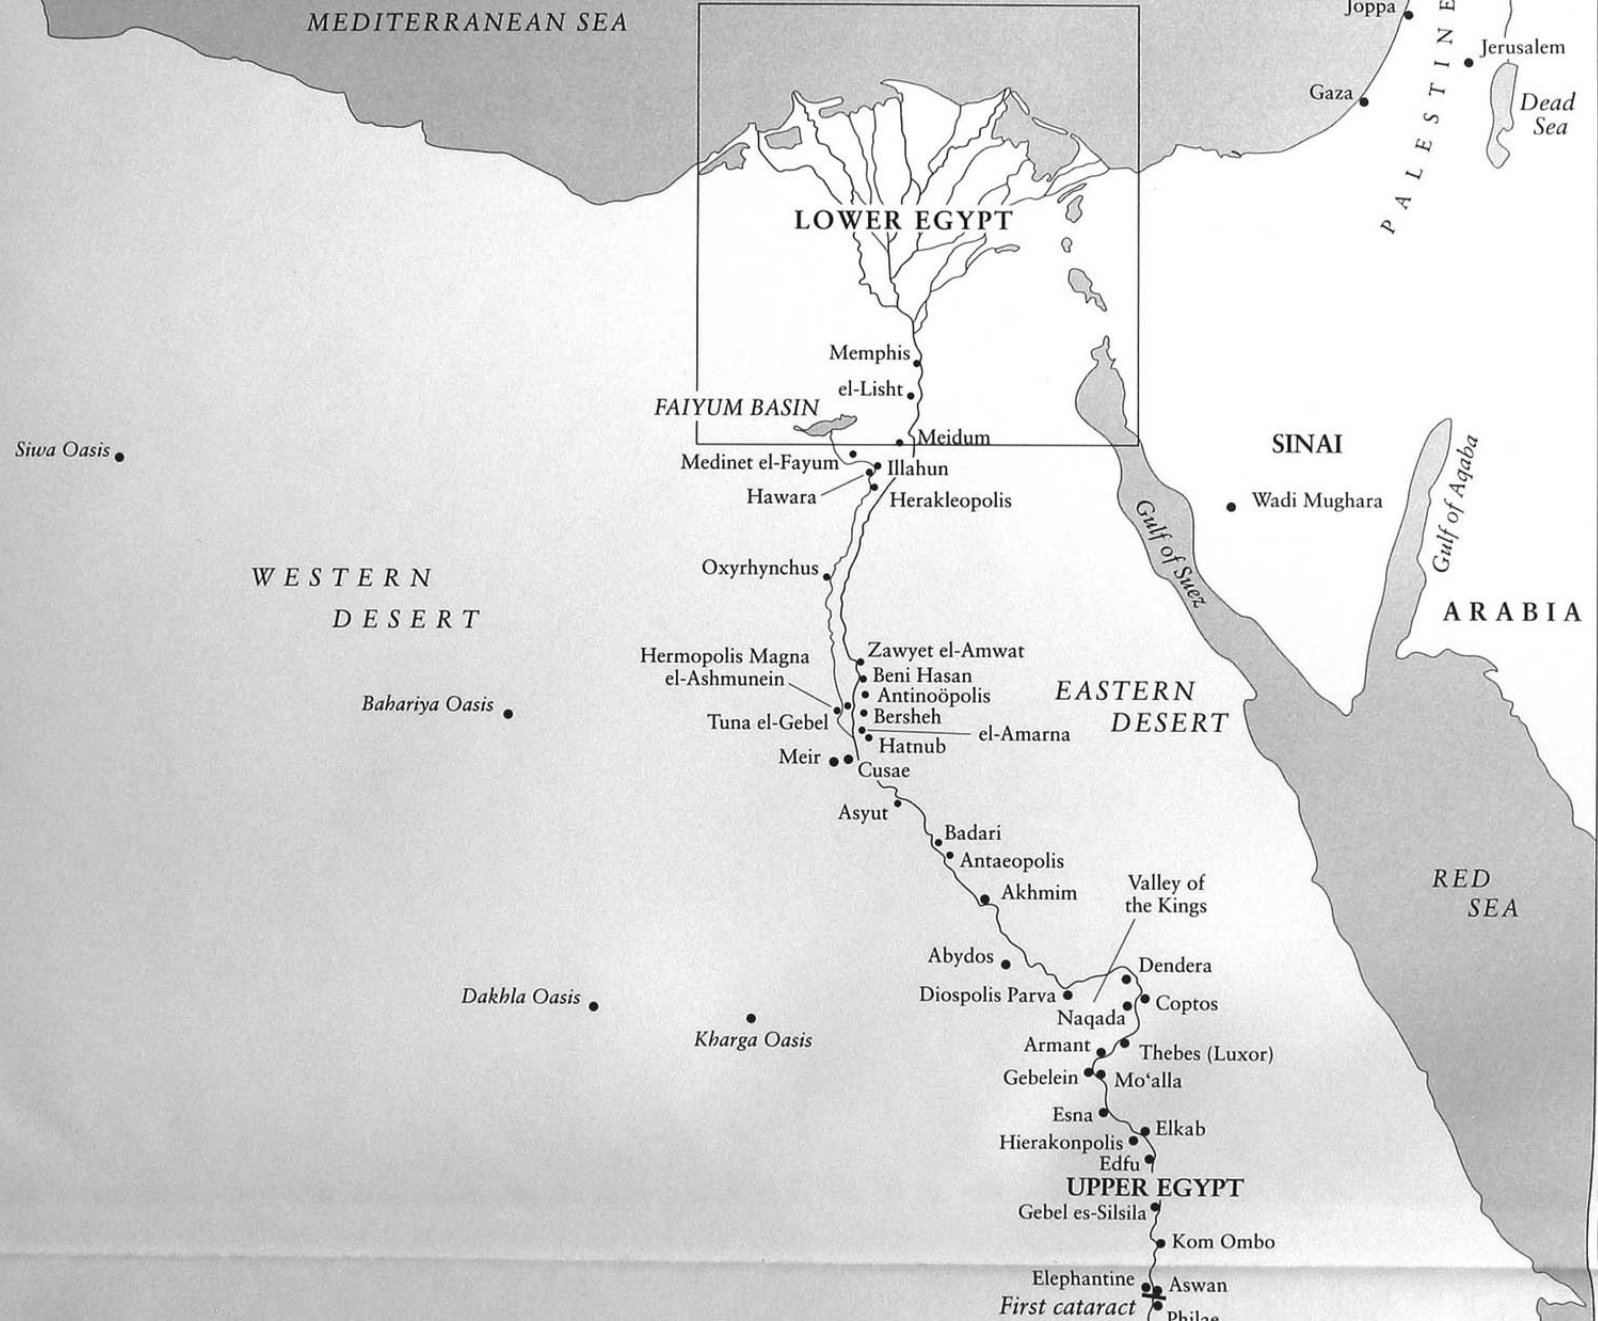 MEDITERRANEAN SEA
Joppa
PALESTINE
Jerusalem
Gaza
Dead
Sea
LOWER EGYPT
Memphis
el-Lisht
FAIYUM BASIN
Meidum
Siwa Oasis
Medinet el-Fayum
Illahun
Hawara
Herakleopolis
SINAI
Wadi Mughara
Gulf of Suez
Gulf of Aqaba
ARABIA
Oxyrhynchus
WESTERN
DESERT
Hermopolis Magna
el-Ashmunein
Zawyet el-Amwat
Beni Hasan
Antinoöpolis
Bersheh
Tuna el-Gebel
el-Amarna
Hatnub
EASTERN
DESERT
Bahariya Oasis
Meir
Cusae
Asyut
Badari
Antaeopolis
Akhmim
Valley of
the Kings
RED
SEA
Abydos
Dendera
Diospolis Parva
Coptos
Naqada
Dakhla Oasis
Kharga Oasis
Armant
Thebes (Luxor)
Gebelein
Mo‘alla
Esna
Elkab
Hierakonpolis
Edfu
UPPER EGYPT
Gebel es-Silsila
Kom Ombo
Elephantine
Aswan
First cataract
Philae